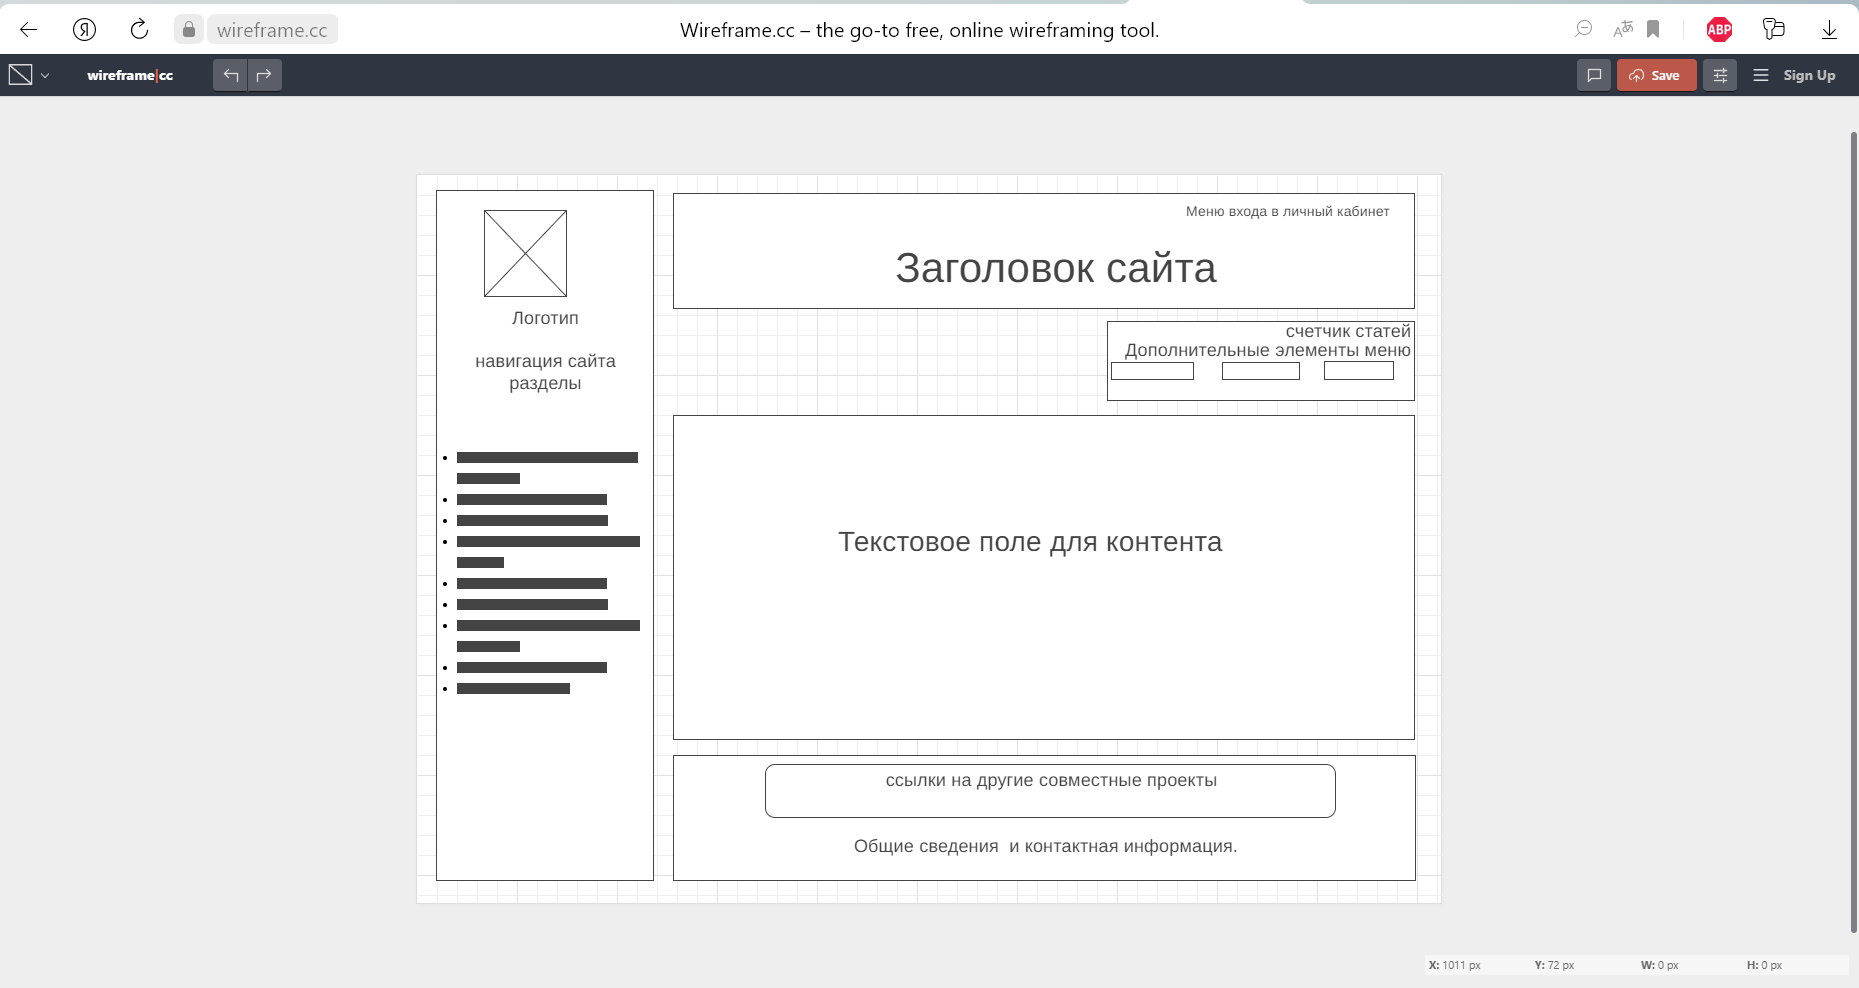 wireframe.cc
Wireframe.cc – the go-to free, online wireframing tool.
ABP
wireframe|cc
Save
Sign Up
Логотип
навигация сайта
разделы
Меню входа в личный кабинет
Заголовок сайта
счетчик статей
Дополнительные элементы меню
Текстовое поле для контента
ссылки на другие совместные проекты
Общие сведения  и контактная информация.
X: 1011 px Y: 72 px W: 0 px H: 0 px